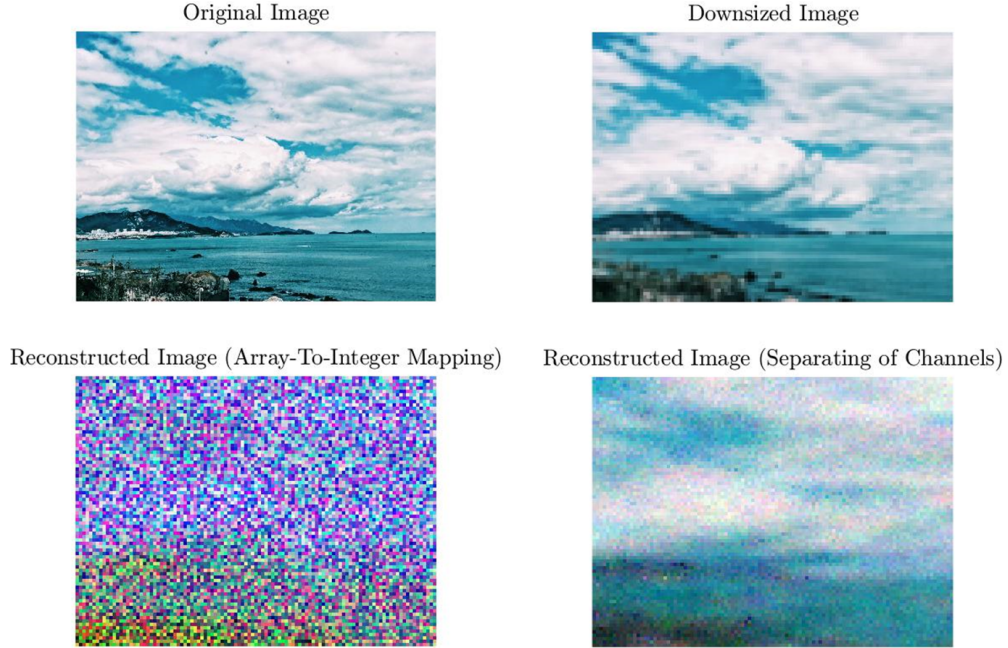 Original Image
Downsized Image
Reconstructed Image (Array-To-Integer Mapping)
Reconstructed Image (Separating of Channels)